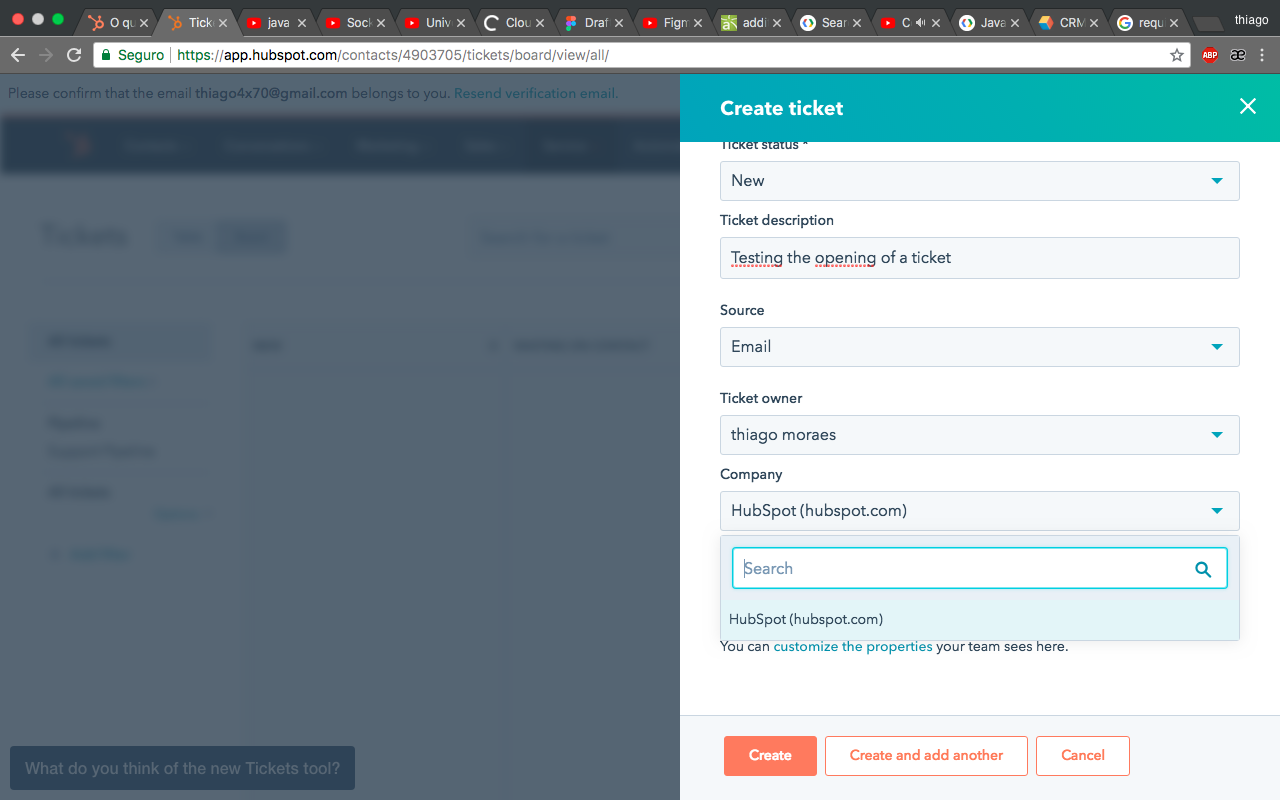 O qu
Ticke
java
Sock
Univ
Clou
Draf
Figm
addi
Sear
C
Java
CRM
requ
thiago
Seguro https://app.hubspot.com/contacts/4903705/tickets/board/view/all/
ABP
æ
Please confirm that the email thiago4x70@gmail.com belongs to you. Resend verification email.
Create ticket
Ticket status *
New
Ticket description
Testing the opening of a ticket
Source
Email
Ticket owner
thiago moraes
Company
HubSpot (hubspot.com)
Search
HubSpot (hubspot.com)
You can customize the properties your team sees here.
Create
Create and add another
Cancel
Tickets
What do you think of the new Tickets tool?